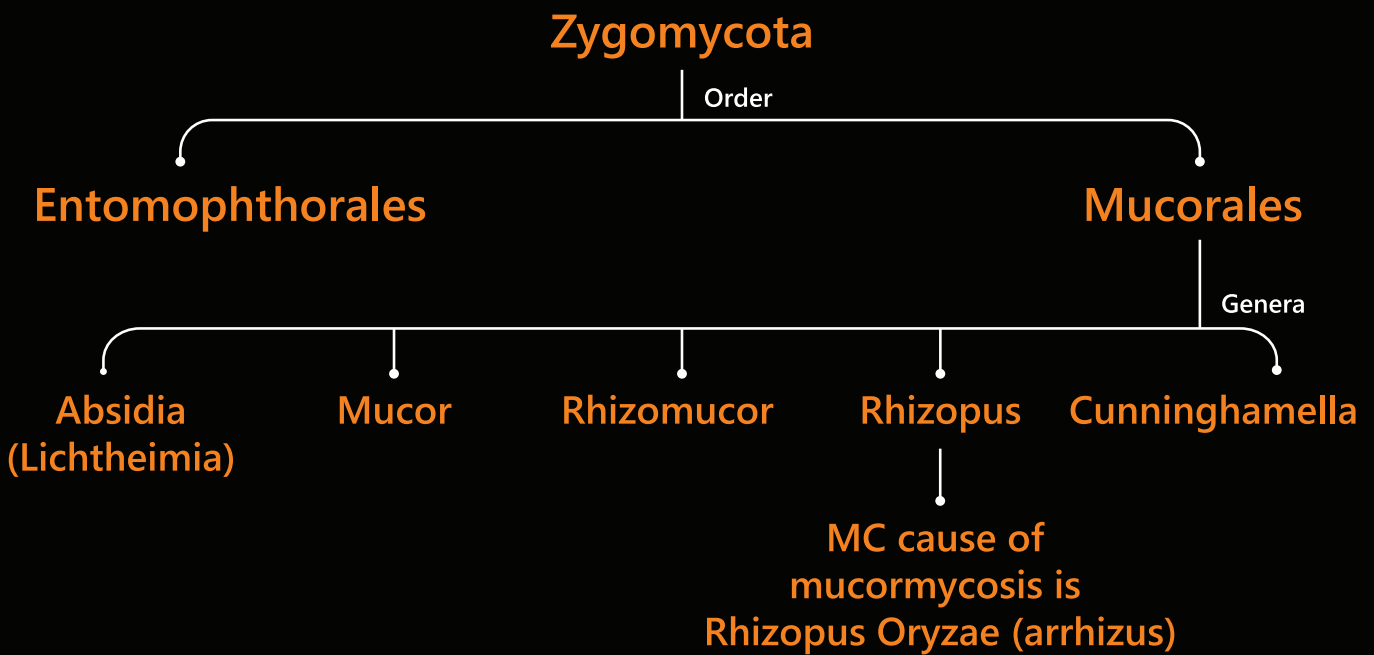 Zygomycota
Order
Entomophthorales
Mucorales
Genera
Absidia
(Lichtheimia)
Mucor
Rhizomucor
Rhizopus
Cunninghamella
MC cause of
mucormycosis is
Rhizopus Oryzae (arrhizus)